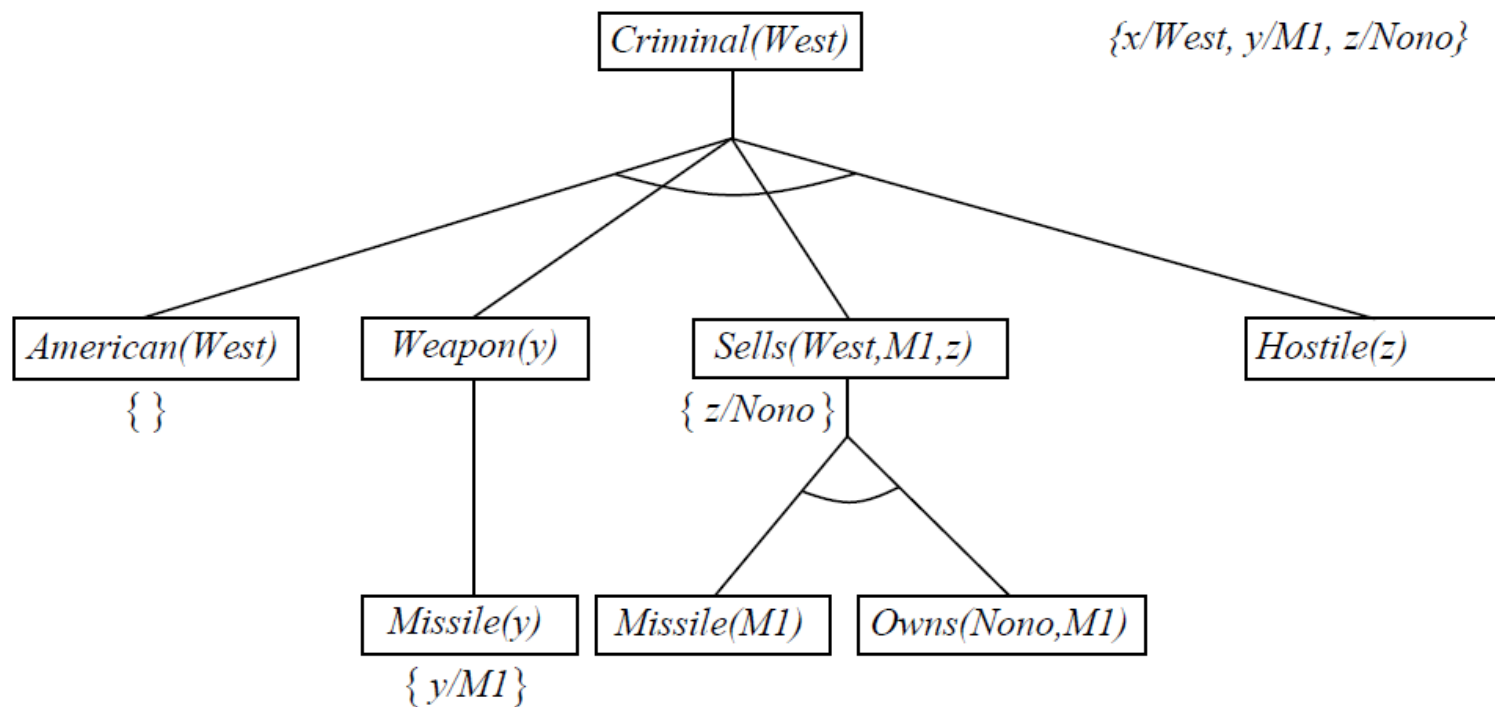 Criminal(West)
{x/West, y/M1, z/Nono}
American(West)
Weapon(y)
Sells(West,M1,z)
Hostile(z)
{ }
{ z/Nono }
Missile(y)
Missile(M1)
Owns(Nono,M1)
{ y/M1}